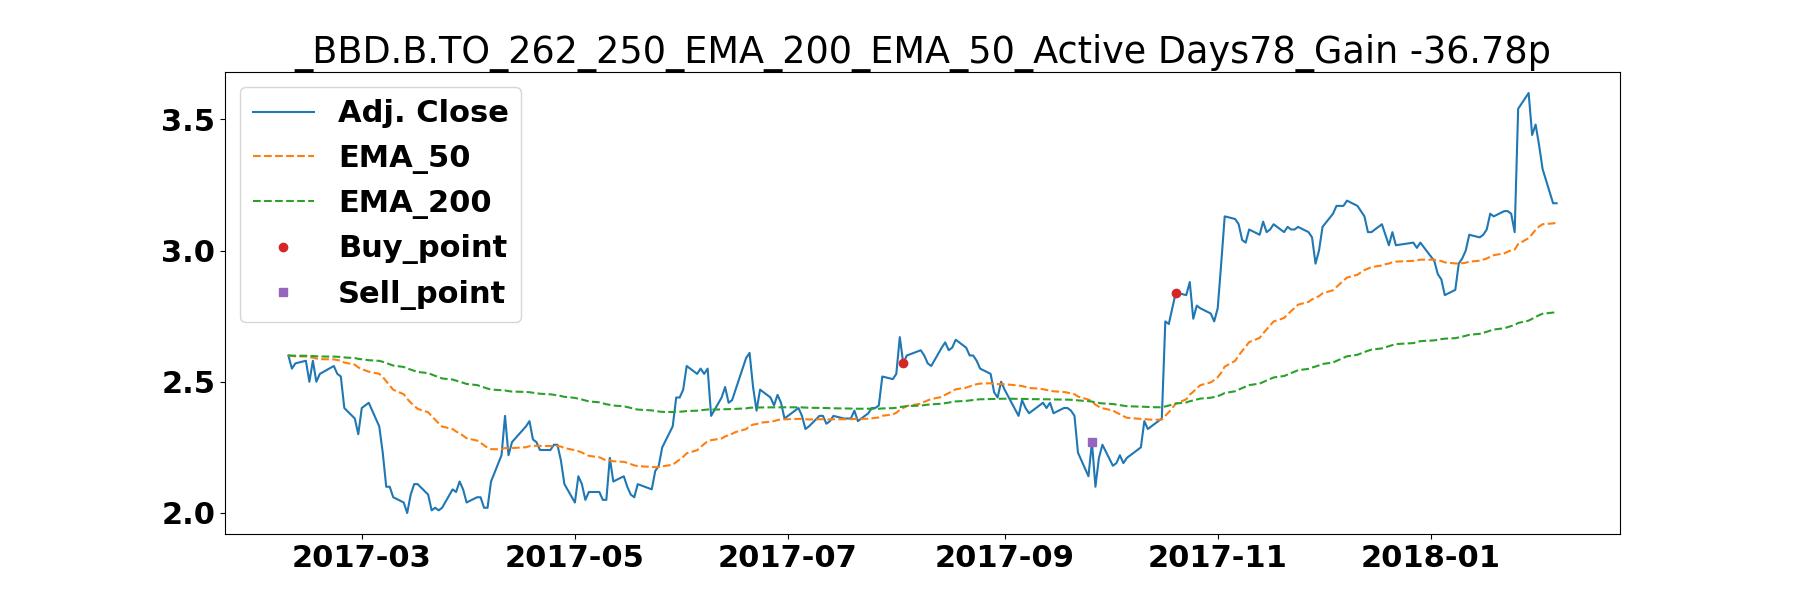 _BBD.B.TO_262_250_EMA_200_EMA_50_Active Days78_Gain -36.78p
Adj. Close
EMA_50
EMA_200
Buy_point
Sell_point
3.5
3.0
2.5
2.0
2017-03 2017-05 2017-07 2017-09 2017-11 2018-01